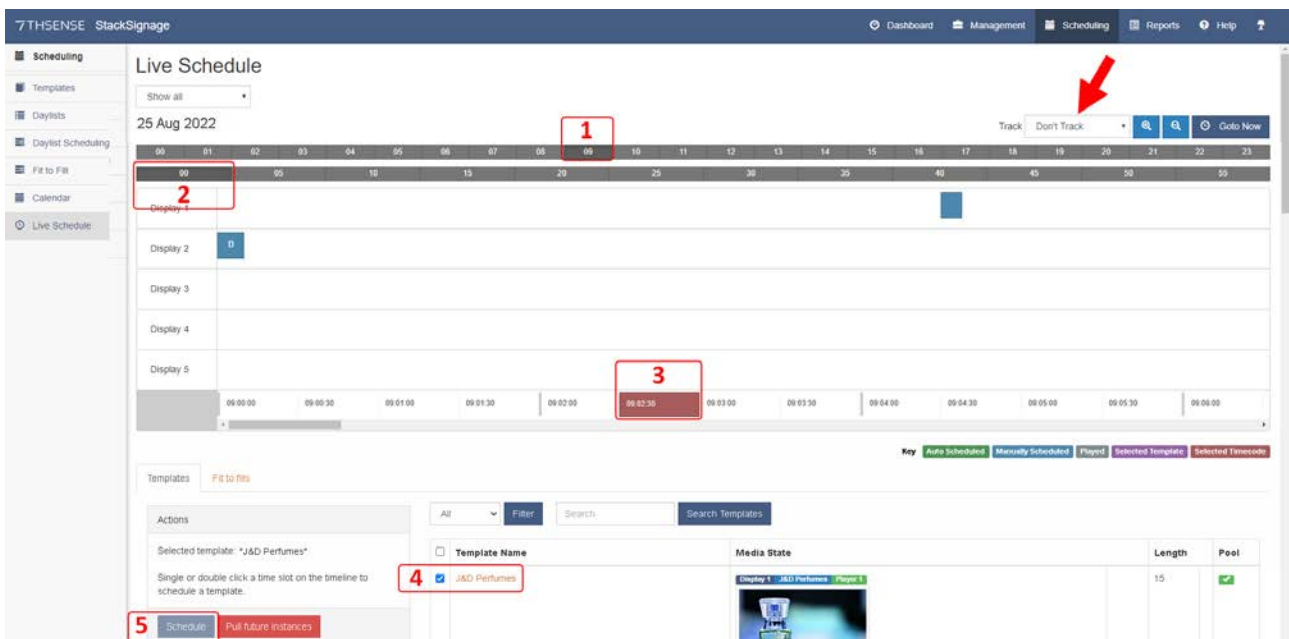 7THSENSE StackSignage
Dashboard Management Scheduling Reports Help
Scheduling
Templates
Daylists
Daylist Scheduling
Fit to Fill
Calendar
Live Schedule
Live Schedule
Show all
25 Aug 2022
Track Don't Track Goto Now
1
00 01 02 03 04 05 06 07 08 09 10 11 12 13 14 15 16 17 18 19 20 21 22 23
00 05 10 15 20 25 30 35 40 45 50 55
2
Display 1
Display 2 D
Display 3
Display 4
Display 5
3
09:00:00 09:00:30 09:01:00 09:01:30 09:02:00 09:02:30 09:03:00 09:03:30 09:04:00 09:04:30 09:05:00 09:05:30 09:06:00
Key Auto Scheduled Manually Scheduled Played Selected Template Selected Timecode
Templates Fit to fills
Actions
Selected template: "J&D Perfumes"
Single or double click a time slot on the timeline to
schedule a template.
5 Schedule Pull future instances
All Filter Search Search Templates
Template Name Media State Length Pool
4 J&D Perfumes Display 1 J&D Perfumes Player 1 15